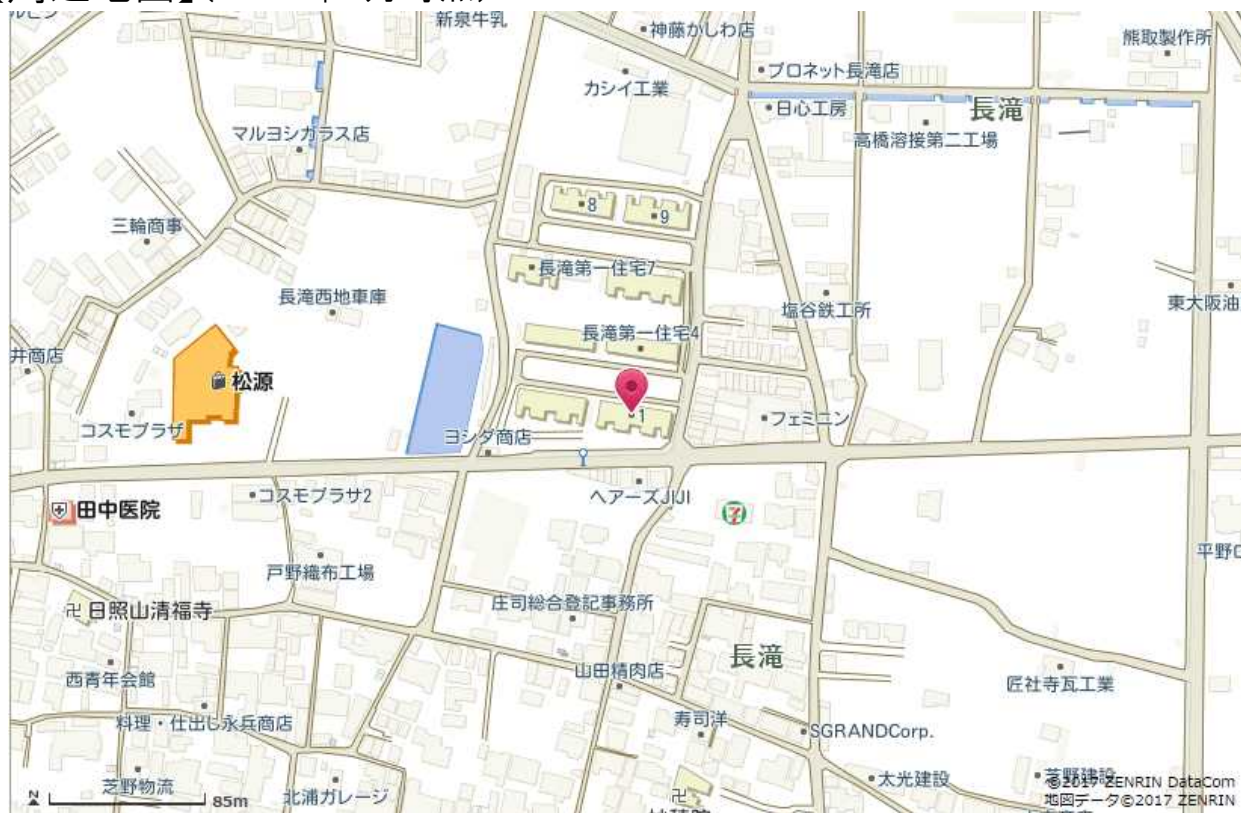 新泉牛乳
神藤かしわ店
熊取製作所
カシイ工業
プロネット長滝店
日心工房
長滝
マルヨシガラス店
高橋溶接第二工場
8
9
三輪商事
長滝第一住宅7
長滝西地車庫
塩谷鉄工所
東大阪油
長滝第一住宅4
井商店
松源
1
フェミニン
コスモプラザ
ヨシダ商店
コスモプラサ2
ヘアーズJIJI
7
田中医院
平野
戸野織布工場
卍 日照山清福寺
庄司総合登記事務所
長滝
西青年会館
山田精肉店
匠社寺瓦工業
料理・仕出し永兵商店
寿司洋
SGRANDCorp.
芝野物流
北浦ガレージ
太光建設
芝野建設
N
85m
卍
©2017 ZENRIN DataCom
地図データ©2017 ZENRIN